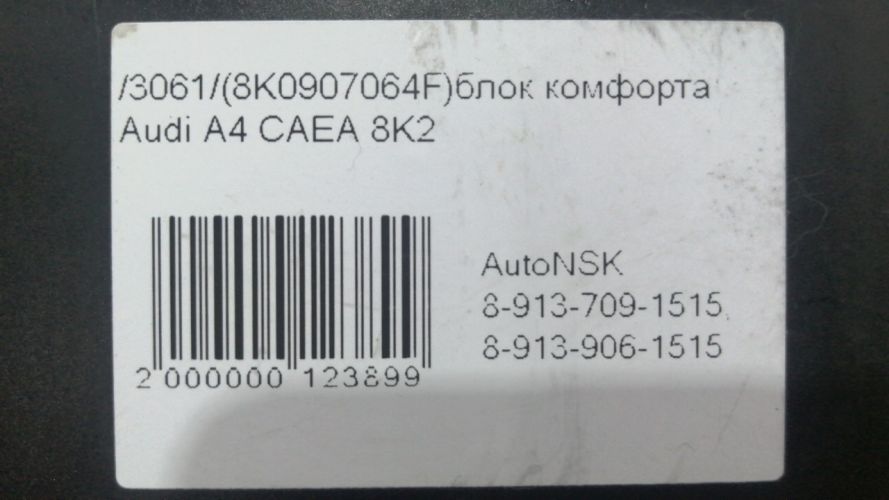 /3061/(8K0907064F)блок комфорта
Audi A4 CAEA 8K2
AutoNSK
8-913-709-1515
8-913-906-1515
2 000000 123899